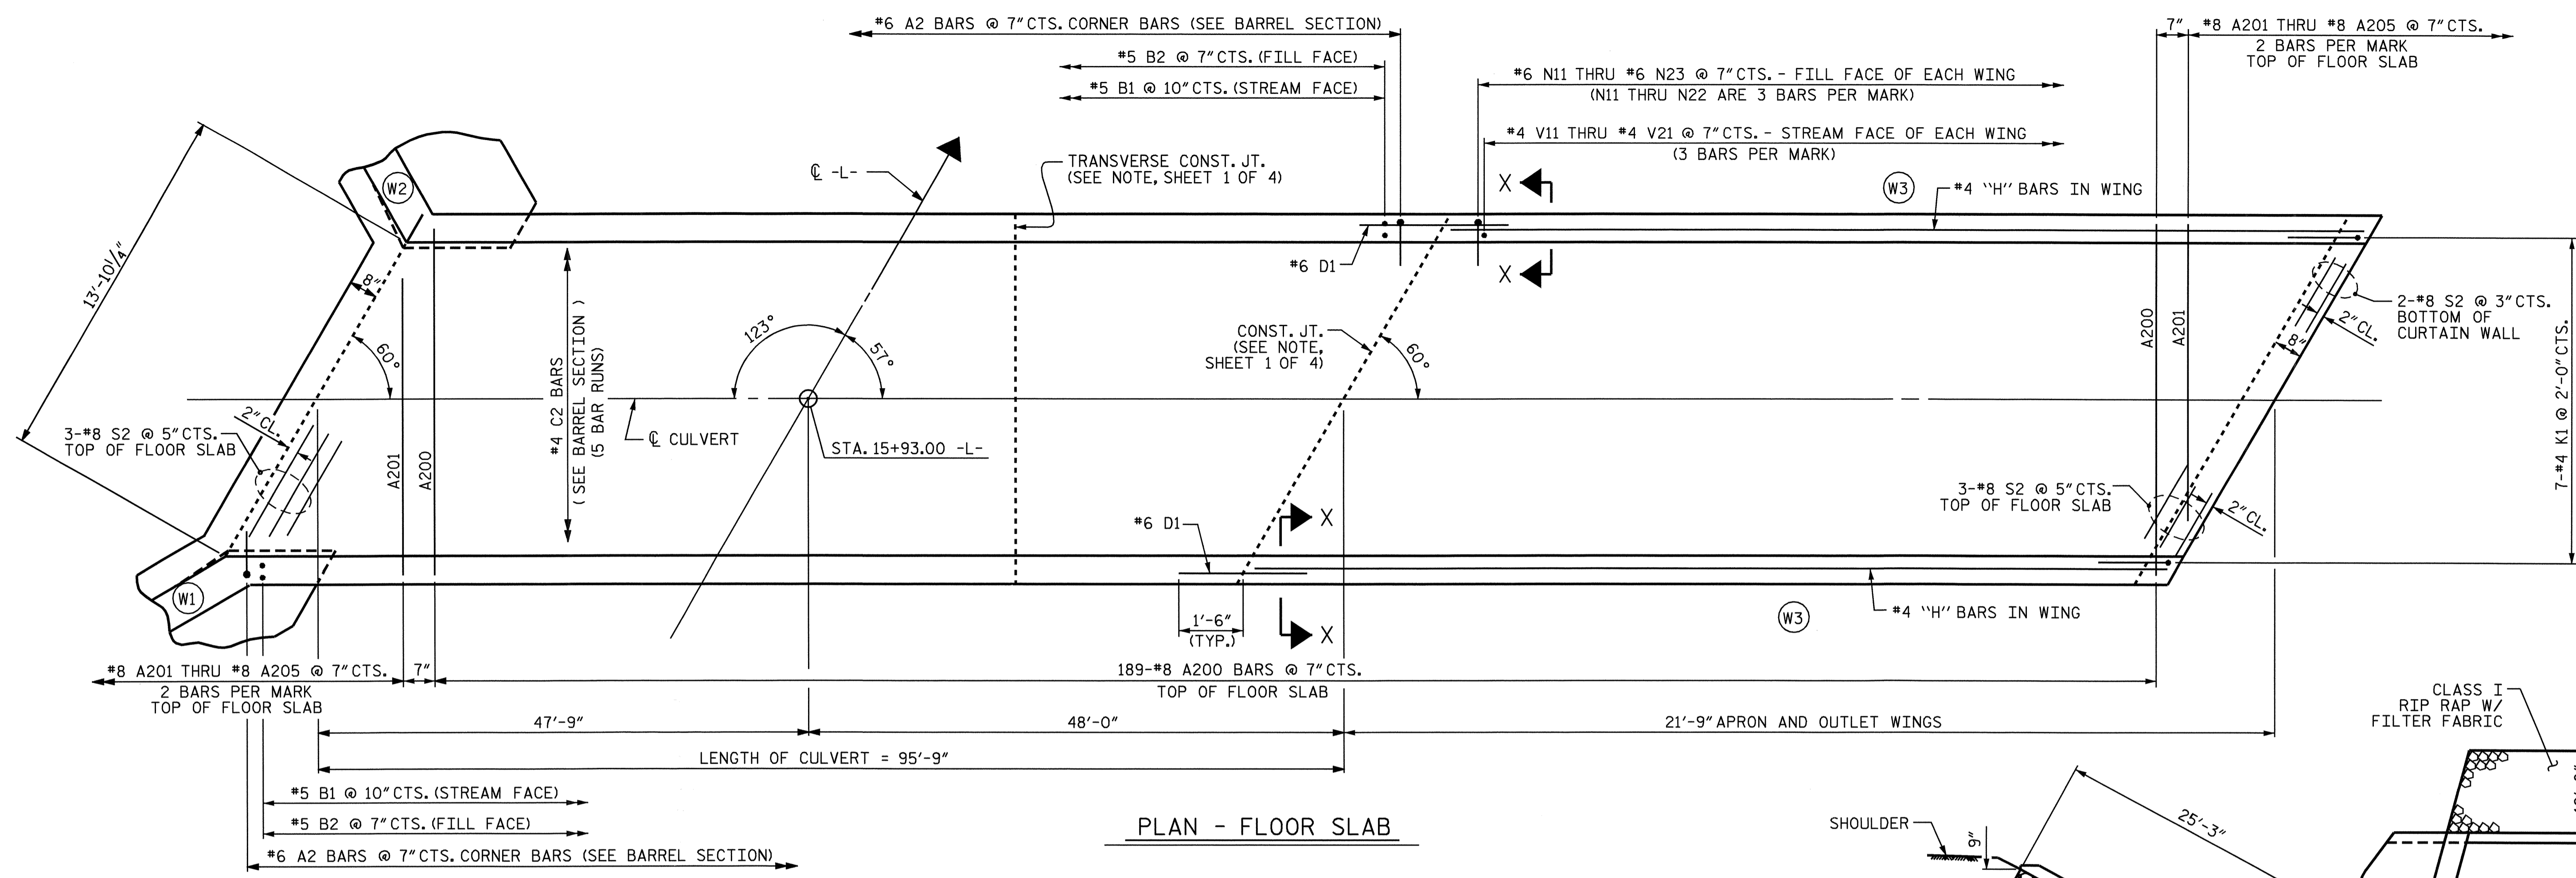 #6 A2 BARS @ 7" CTS. CORNER BARS (SEE BARREL SECTION)
#5 B2 @ 7" CTS. (FILL FACE)
#5 B1 @ 10" CTS. (STREAM FACE)
#6 N11 THRU #6 N23 @ 7" CTS. - FILL FACE OF EACH WING
(N11 THRU N22 ARE 3 BARS PER MARK)
#4 V11 THRU #4 V21 @ 7" CTS. - STREAM FACE OF EACH WING
(3 BARS PER MARK)
7"
#8 A201 THRU #8 A205 @ 7" CTS.
2 BARS PER MARK
TOP OF FLOOR SLAB
W2
℄ -L-
TRANSVERSE CONST. JT.
(SEE NOTE, SHEET 1 OF 4)
X
X
W3
#4 "H" BARS IN WING
#6 D1
13'-10 1/4"
8"
60°
2" CL.
3-#8 S2 @ 5" CTS.
TOP OF FLOOR SLAB
A201
A200
#4 C2 BARS
( SEE BARREL SECTION )
(5 BAR RUNS)
℄ CULVERT
123°
57°
STA. 15+93.00 -L-
CONST. JT.
(SEE NOTE,
SHEET 1 OF 4)
60°
A200
A201
2-#8 S2 @ 3" CTS.
BOTTOM OF
CURTAIN WALL
2" CL.
8"
7-#4 K1 @ 2'-0" CTS.
3-#8 S2 @ 5" CTS.
TOP OF FLOOR SLAB
2" CL.
#6 D1
X
X
1'-6"
(TYP.)
W1
W3
#4 "H" BARS IN WING
#8 A201 THRU #8 A205 @ 7" CTS.
2 BARS PER MARK
TOP OF FLOOR SLAB
7"
189-#8 A200 BARS @ 7" CTS.
TOP OF FLOOR SLAB
47'-9"
48'-0"
21'-9" APRON AND OUTLET WINGS
LENGTH OF CULVERT = 95'-9"
#5 B1 @ 10" CTS. (STREAM FACE)
#5 B2 @ 7" CTS. (FILL FACE)
#6 A2 BARS @ 7" CTS. CORNER BARS (SEE BARREL SECTION)
PLAN - FLOOR SLAB
CLASS I
RIP RAP W/
FILTER FABRIC
SHOULDER
9"
25'-3"